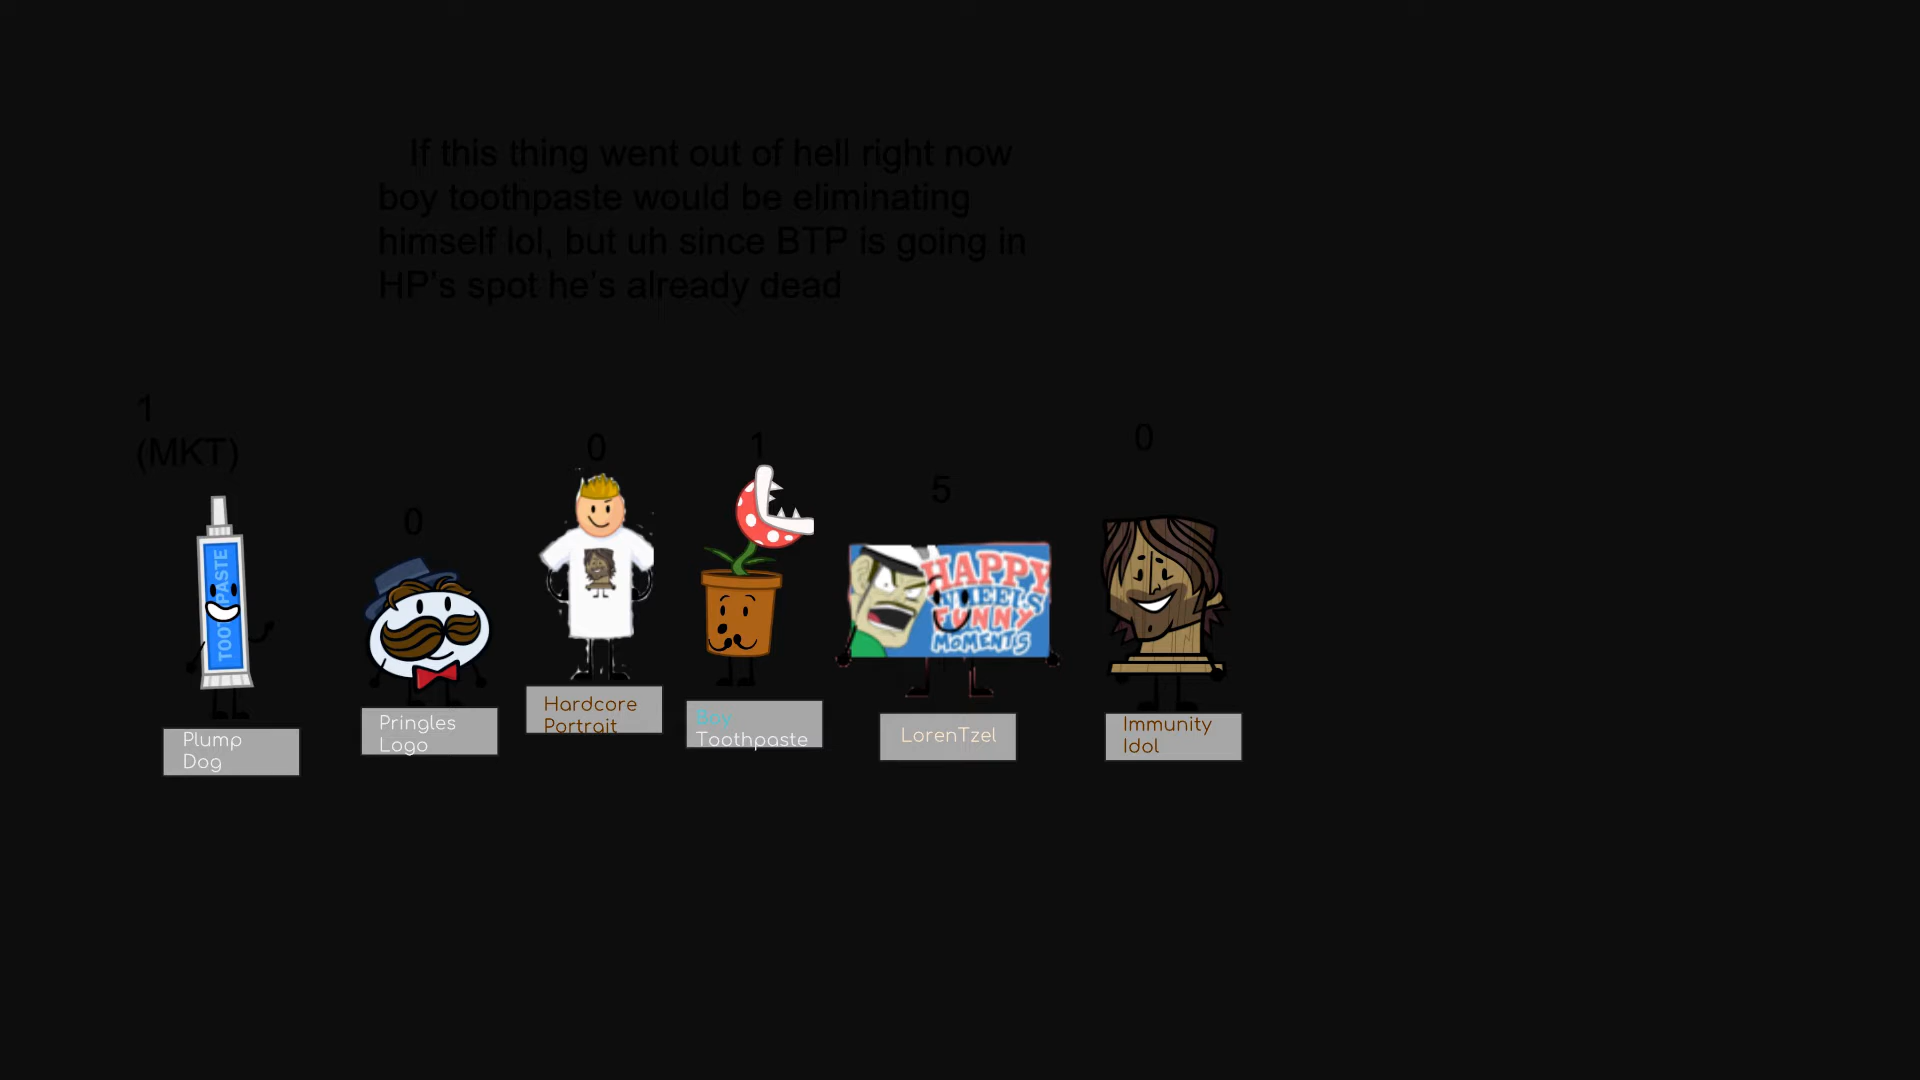 If this thing went out of hell right now
boy toothpaste would be eliminating
himself lol, but uh since BTP is going in
HP's spot he's already dead
1
(MKT)
0
0
1
5
0
TOOTHPASTE
HAPPY
WHEELS
FUNNY
MOMENTS
Plump
Dog
Pringles
Logo
Hardcore
Portrait
Boy
Toothpaste
LorenTzel
Immunity
Idol